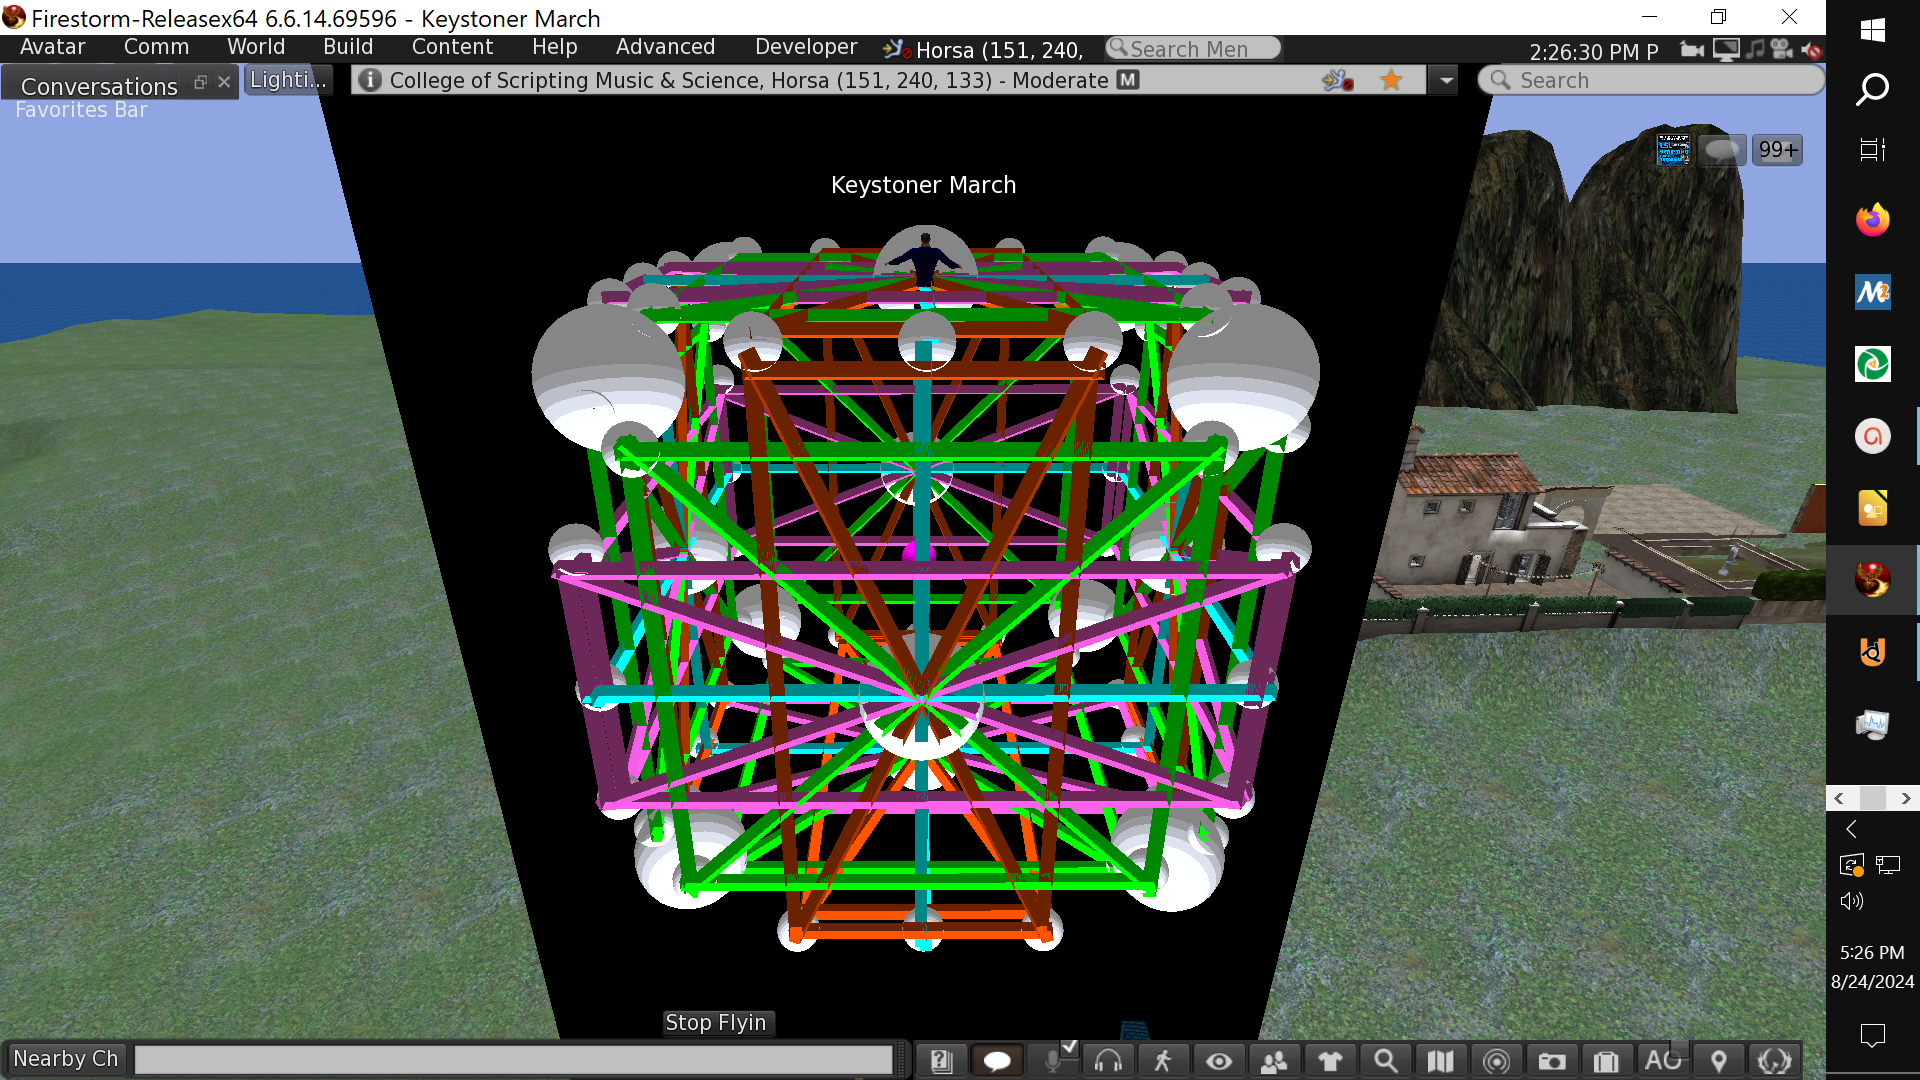 Firestorm-Releasex64 6.6.14.69596 - Keystoner March
Avatar Comm World Build Content Help Advanced Developer Horsa (151, 240, Search Men 2:26:30 PM P
Conversations Lighti... College of Scripting Music & Science, Horsa (151, 240, 133) - Moderate M Search
Favorites Bar
99+
Keystoner March
Stop Flyin
Nearby Ch
AO
5:26 PM
8/24/2024